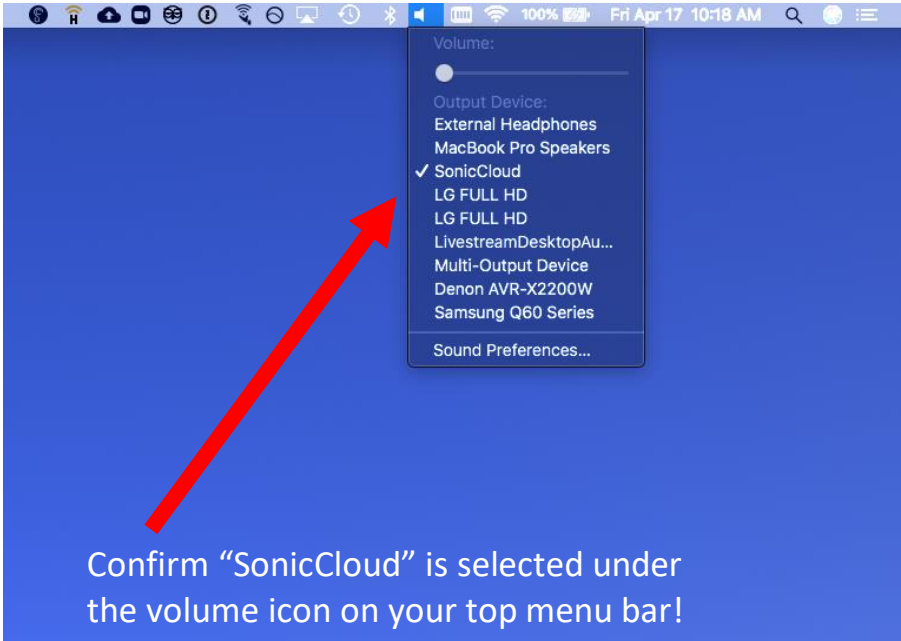 100% Fri Apr 17 10:18 AM
Volume:
Output Device:
External Headphones
MacBook Pro Speakers
✓ SonicCloud
LG FULL HD
LG FULL HD
LivestreamDesktopAu...
Multi-Output Device
Denon AVR-X2200W
Samsung Q60 Series
Sound Preferences...
Confirm “SonicCloud” is selected under
the volume icon on your top menu bar!